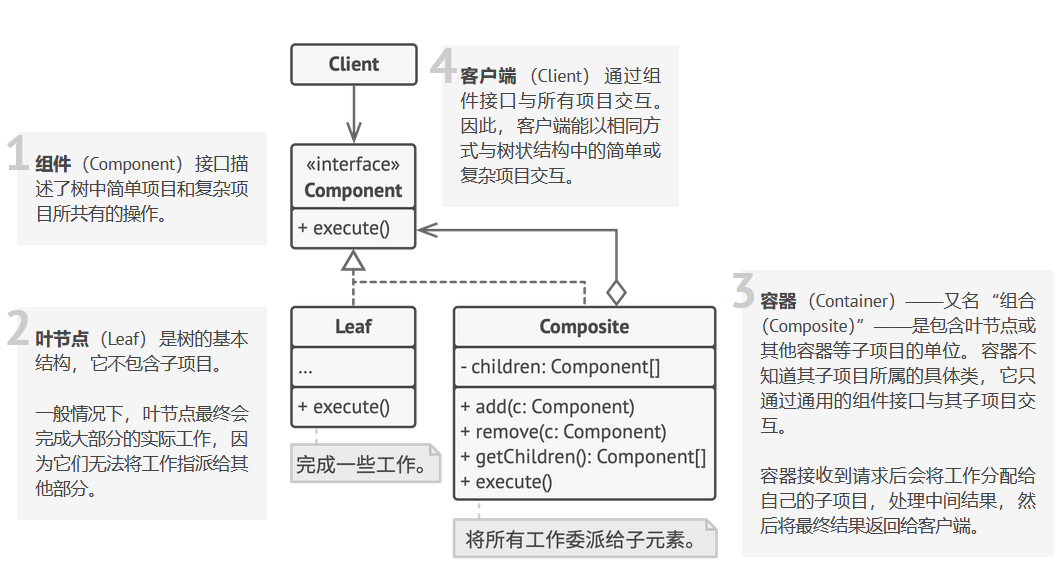 Client
4
客户端（Client）通过组
件接口与所有项目交互。
因此，客户端能以相同方
式与树状结构中的简单或
复杂项目交互。
1
组件（Component）接口描
述了树中简单项目和复杂项
目所共有的操作。
«interface»
Component
+ execute()
2
叶节点（Leaf）是树的基本
结构，它不包含子项目。
一般情况下，叶节点最终会
完成大部分的实际工作，因
为它们无法将工作指派给其
他部分。
Leaf
...
+ execute()
完成一些工作。
Composite
- children: Component[]
+ add(c: Component)
+ remove(c: Component)
+ getChildren(): Component[]
+ execute()
将所有工作委派给子元素。
3
容器（Container）——又名“组合
（Composite）”——是包含叶节点或
其他容器等子项目的单位。容器不
知道其子项目所属的具体类，它只
通过通用的组件接口与其子项目交
互。
容器接收到请求后会将工作分配给
自己的子项目，处理中间结果，然
后将最终结果返回给客户端。